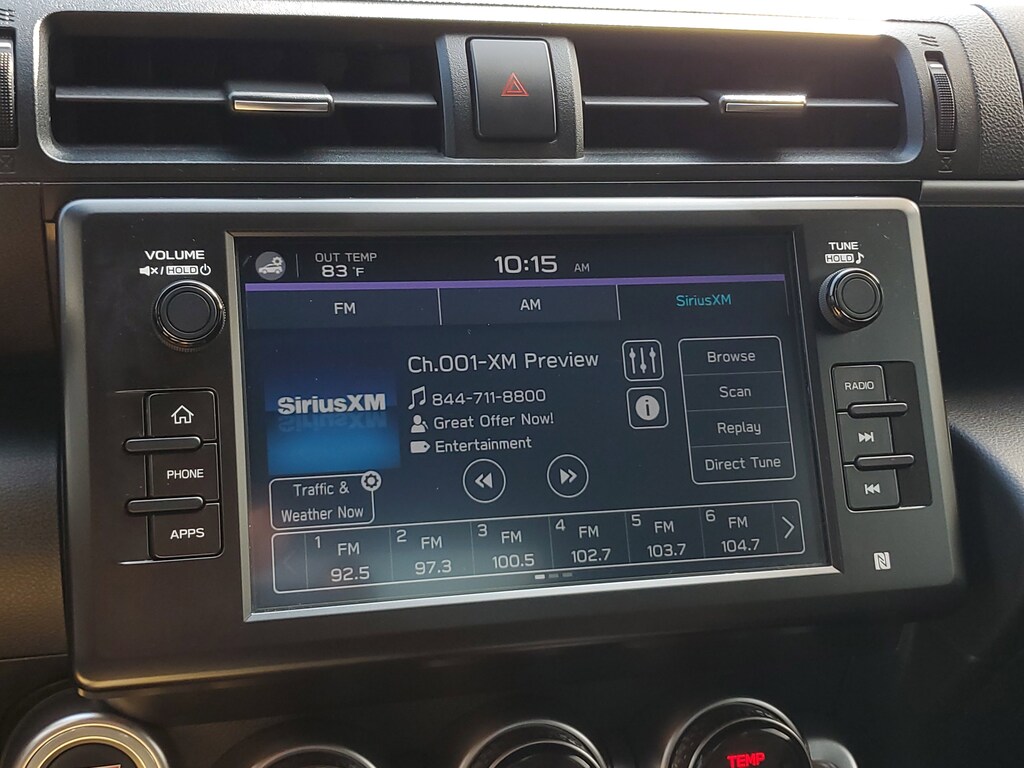 VOLUME
/ HOLD
OUT TEMP
83 °F
10:15 AM
TUNE
HOLD
FM
AM
SiriusXM
Ch.001-XM Preview
SiriusXM
844-711-8800
Great Offer Now!
Entertainment
Browse
Scan
Replay
Direct Tune
RADIO
PHONE
APPS
Traffic &
Weather Now
1 FM 92.5
2 FM 97.3
3 FM 100.5
4 FM 102.7
5 FM 103.7
6 FM 104.7
TEMP